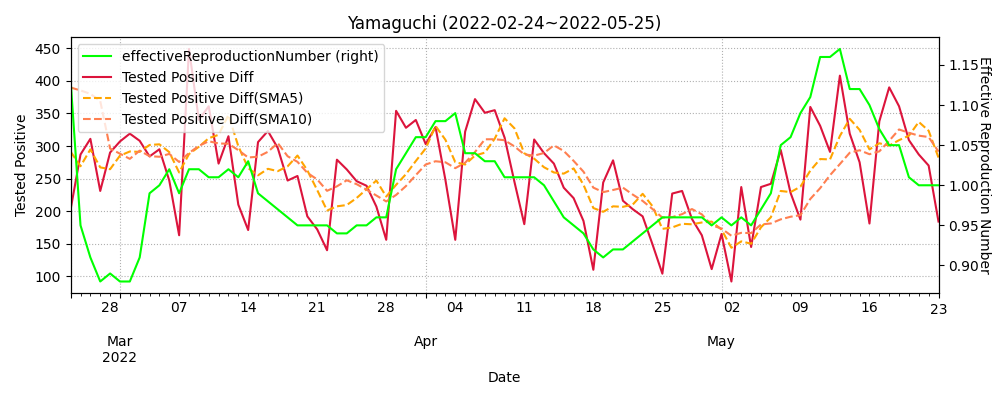 Yamaguchi (2022-02-24~2022-05-25)
effectiveReproductionNumber (right)
Tested Positive Diff
Tested Positive Diff(SMA5)
Tested Positive Diff(SMA10)
Tested Positive
450
400
350
300
250
200
150
100
1.15
1.10
1.05
1.00
0.95
0.90
Effective Reproduction Number
28 07 14 21 28 04 11 18 25 02 09 16 23
Mar Apr May
2022
Date